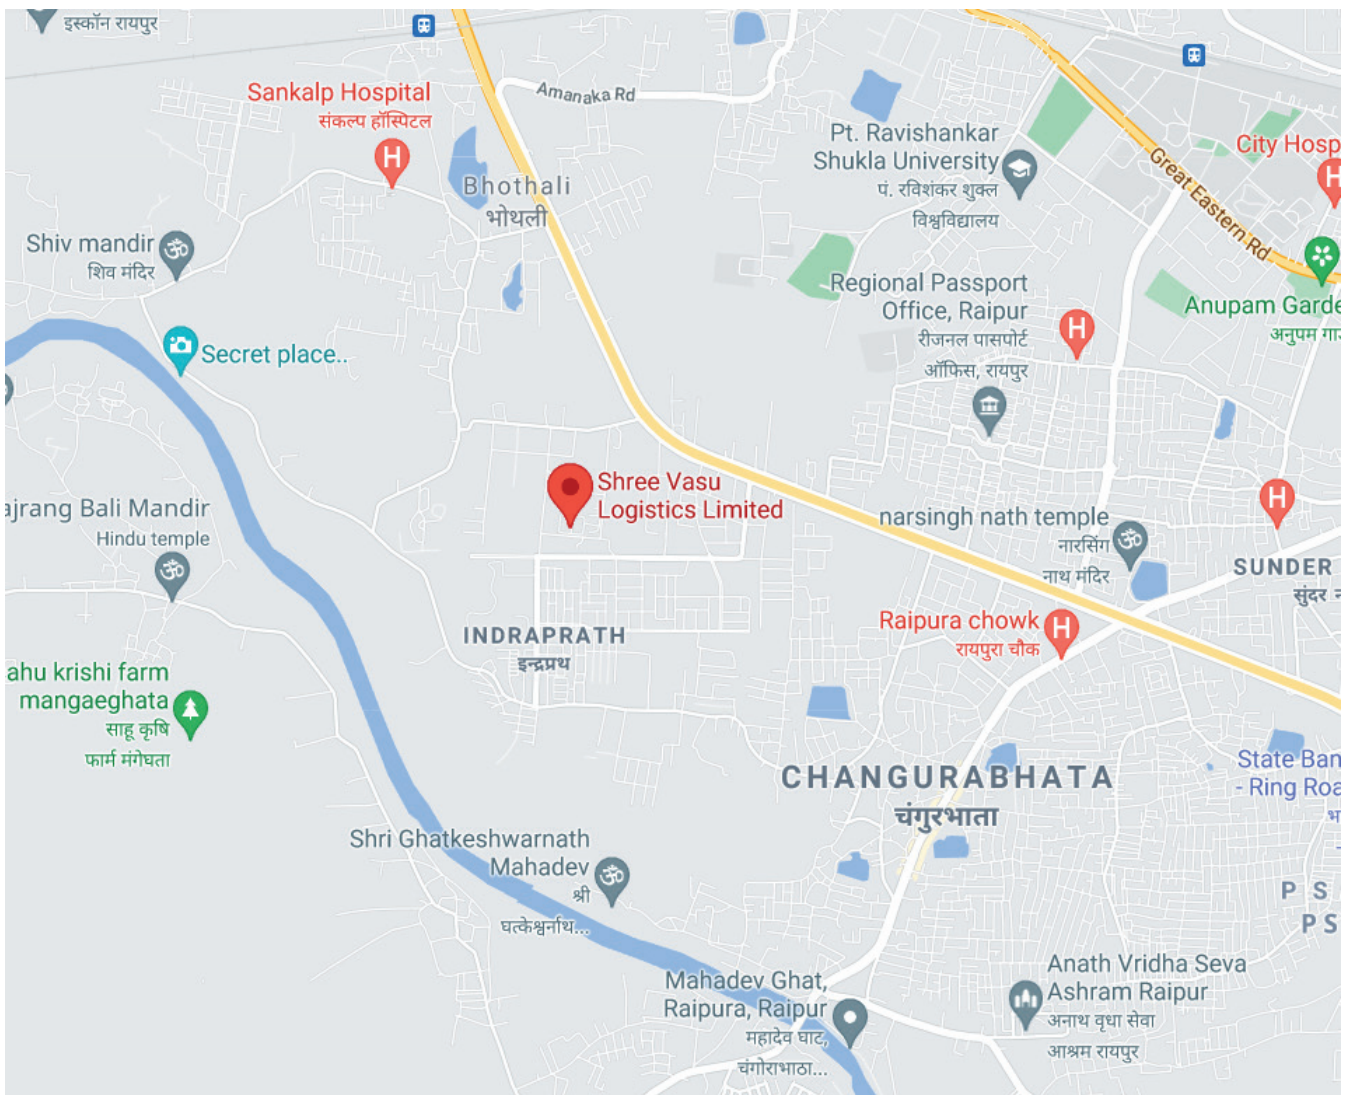 इस्कॉन रायपुर
Sankalp Hospital
संकल्प हॉस्पिटल
Amanaka Rd
Bhothali
भोथली
Pt. Ravishankar
Shukla University
पं. रविशंकर शुक्ल
विश्वविद्यालय
Great Eastern Rd
City Hosp
Shiv mandir
शिव मंदिर
Regional Passport
Office, Raipur
रीजनल पासपोर्ट
ऑफिस, रायपुर
Anupam Garde
अनुपम गा
Secret place..
Shree Vasu
Logistics Limited
ajrang Bali Mandir
Hindu temple
narsingh nath temple
नारसिंग
नाथ मंदिर
SUNDER
सुंदर न
INDRAPRATH
इन्द्रप्रथ
Raipura chowk
रायपुरा चौक
ahu krishi farm
mangaeghata
साहू कृषि
फार्म मंगेघता
CHANGURABHATA
चंगुरभाता
State Ban
- Ring Roa
Shri Ghatkeshwarnath
Mahadev
श्री
घत्केश्वर्नाथ...
P S
P S
Mahadev Ghat,
Raipura, Raipur
महादेव घाट,
चंगोराभाठा...
Anath Vridha Seva
Ashram Raipur
अनाथ वृधा सेवा
आश्रम रायपुर
H
H
H
H
H